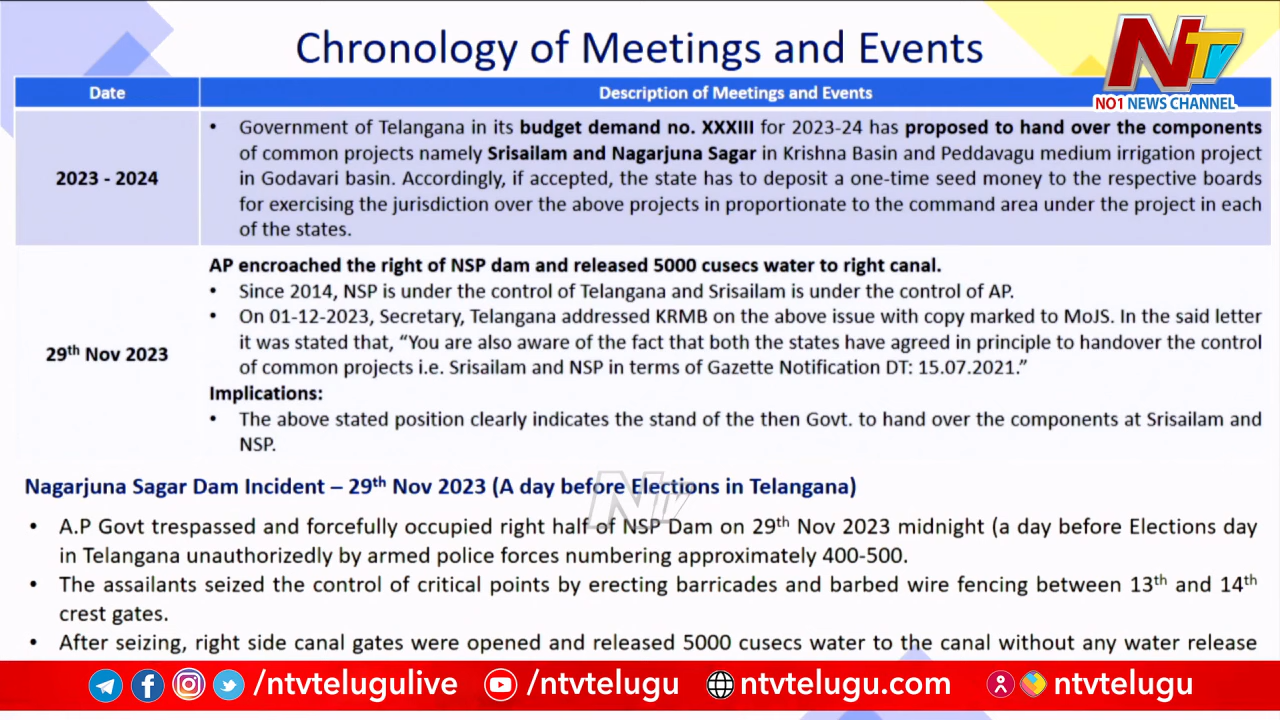 Chronology of Meetings and Events
NTV
NO1 NEWS CHANNEL
Date
Description of Meetings and Events
2023 - 2024
• Government of Telangana in its budget demand no. XXXIII for 2023-24 has proposed to hand over the components
of common projects namely Srisailam and Nagarjuna Sagar in Krishna Basin and Peddavagu medium irrigation project
in Godavari basin. Accordingly, if accepted, the state has to deposit a one-time seed money to the respective boards
for exercising the jurisdiction over the above projects in proportionate to the command area under the project in each
of the states.
29th Nov 2023
AP encroached the right of NSP dam and released 5000 cusecs water to right canal.
• Since 2014, NSP is under the control of Telangana and Srisailam is under the control of AP.
• On 01-12-2023, Secretary, Telangana addressed KRMB on the above issue with copy marked to MoJS. In the said letter
it was stated that, “You are also aware of the fact that both the states have agreed in principle to handover the control
of common projects i.e. Srisailam and NSP in terms of Gazette Notification DT: 15.07.2021.”
Implications:
• The above stated position clearly indicates the stand of the then Govt. to hand over the components at Srisailam and
NSP.
Nagarjuna Sagar Dam Incident – 29th Nov 2023 (A day before Elections in Telangana)
NTV
• A.P Govt trespassed and forcefully occupied right half of NSP Dam on 29th Nov 2023 midnight (a day before Elections day
in Telangana unauthorizedly by armed police forces numbering approximately 400-500.
• The assailants seized the control of critical points by erecting barricades and barbed wire fencing between 13th and 14th
crest gates.
• After seizing, right side canal gates were opened and released 5000 cusecs water to the canal without any water release
/ntvtelugulive
/ntvtelugu
ntvtelugu.com
ntvtelugu